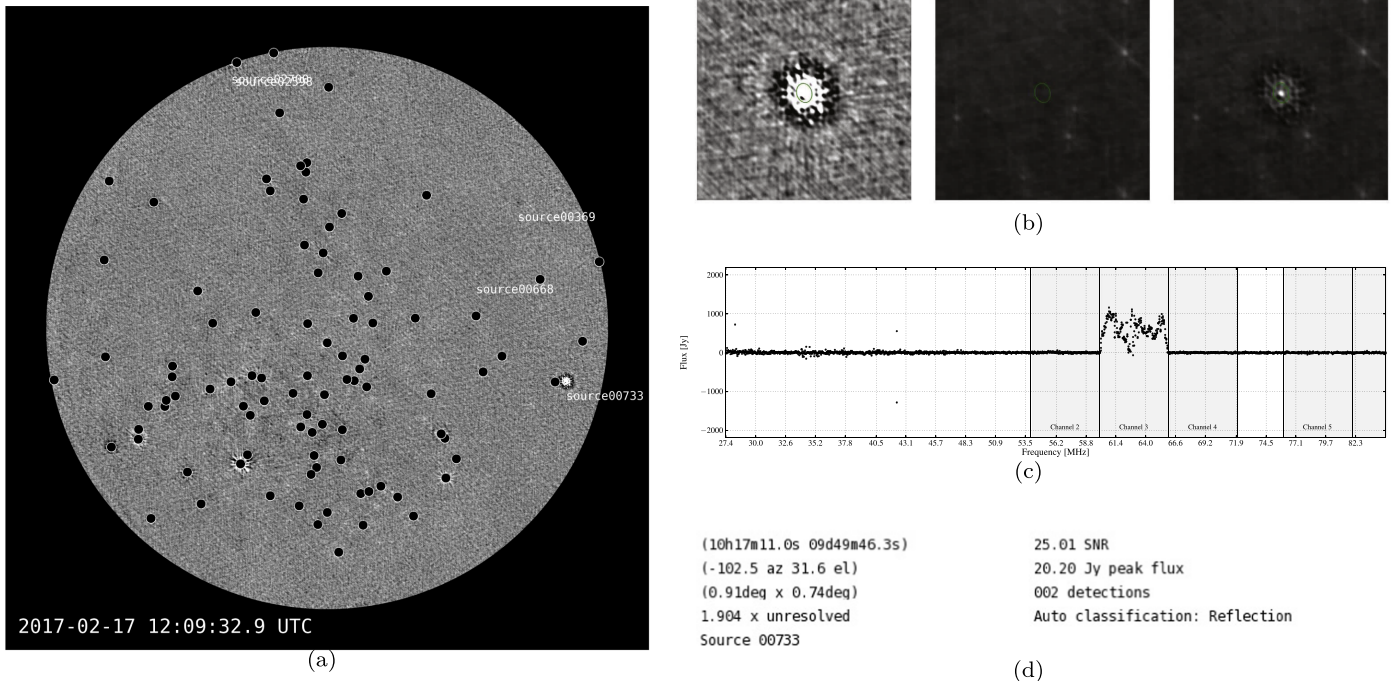 source02598
source00369
source00668
source00733
2017-02-17 12:09:32.9 UTC
(a)
(b)
Flux [Jy]
2000
1000
0
−1000
−2000
Channel 2
Channel 3
Channel 4
Channel 5
27.4 30.0 32.6 35.2 37.8 40.5 43.1 45.7 48.3 50.9 53.5 56.2 58.8 61.4 64.0 66.6 69.2 71.9 74.5 77.1 79.7 82.3
Frequency [MHz]
(c)
(10h17m11.0s 09d49m46.3s)
(-102.5 az 31.6 el)
(0.91deg x 0.74deg)
1.904 x unresolved
Source 00733
25.01 SNR
20.20 Jy peak flux
002 detections
Auto classification: Reflection
(d)